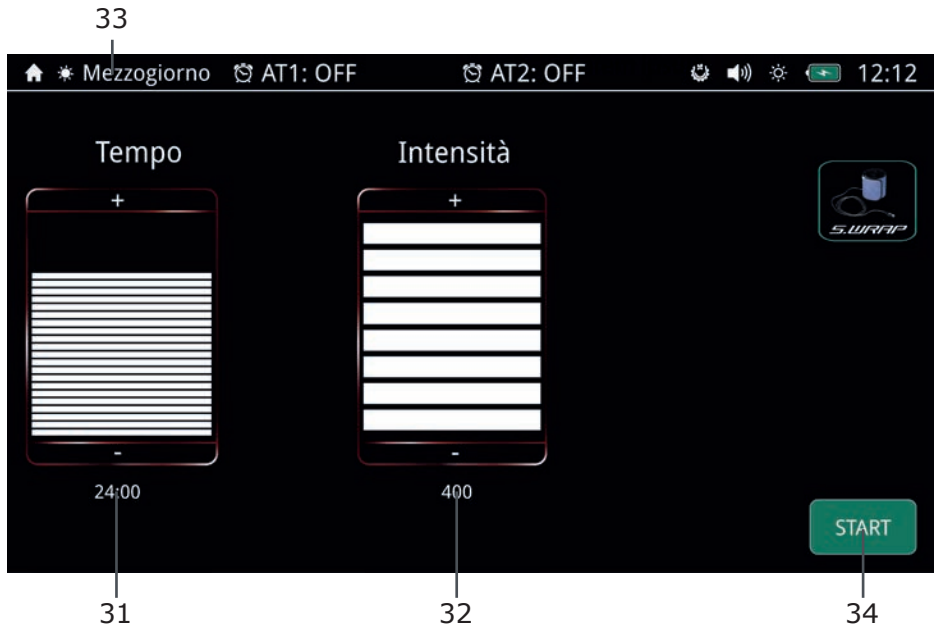 33
Mezzogiorno AT1: OFF AT2: OFF 12:12
Tempo Intensità
+ +
S.WRAP
- -
24:00 400
START
31 32 34